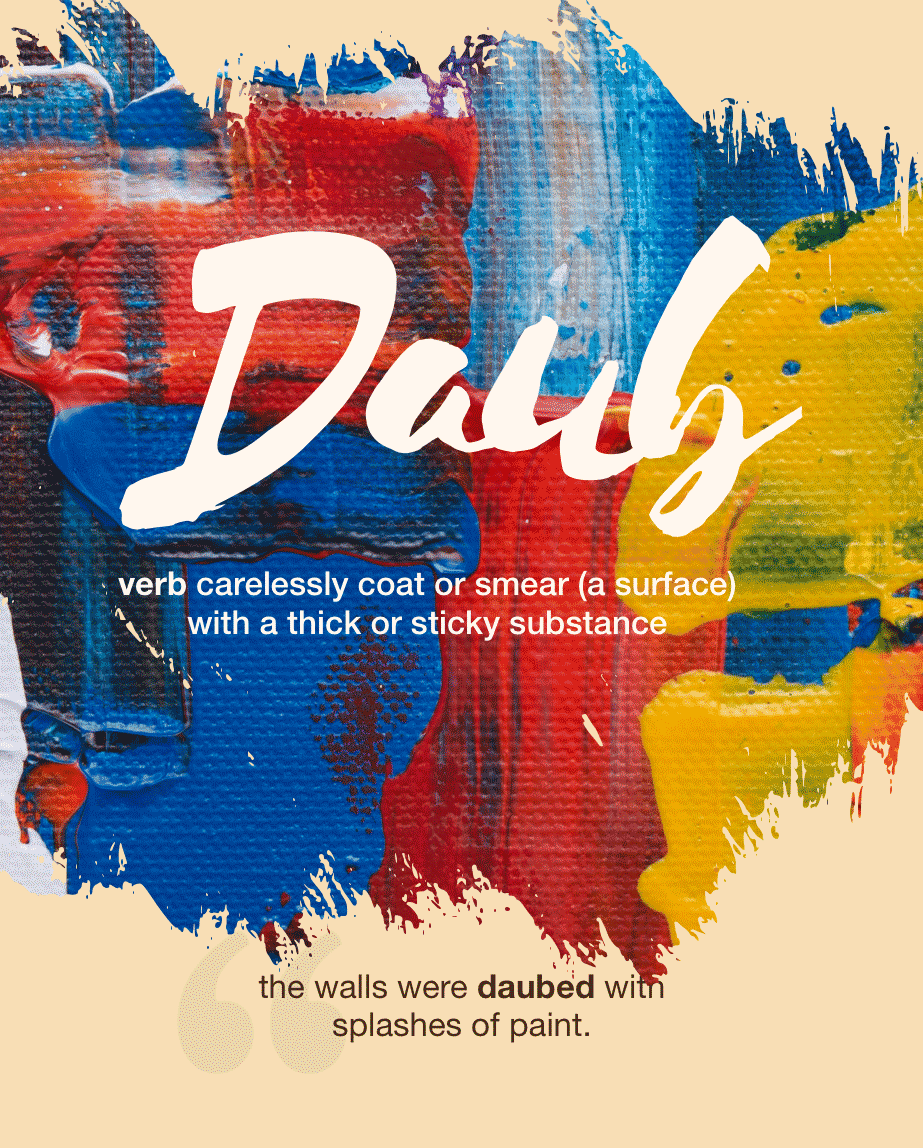 Daub
verb carelessly coat or smear (a surface)
with a thick or sticky substance
“
the walls were daubed with
splashes of paint.